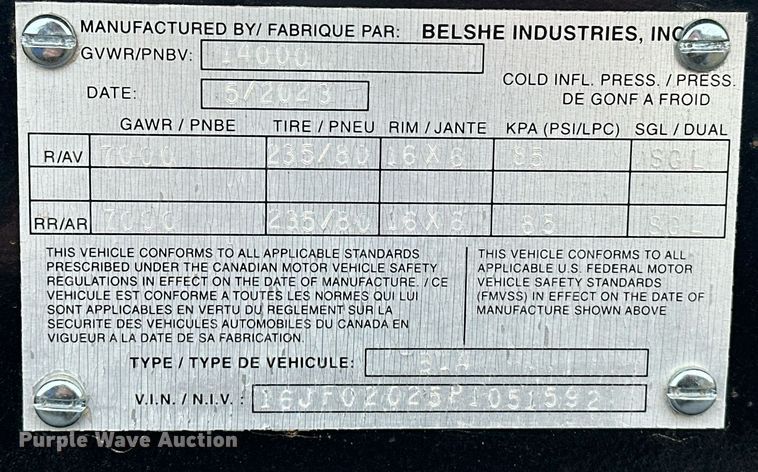 MANUFACTURED BY/ FABRIQUE PAR: BELSHE INDUSTRIES, INC.
GVWR/PNBV: 14000
COLD INFL. PRESS. / PRESS.
DATE: 5/2023
DE GONF A FROID
GAWR / PNBE TIRE / PNEU RIM / JANTE KPA (PSI/LPC) SGL / DUAL
R/AV 7000 235/80 16X6 85 SGL
RR/AR 7000 235/80 16X6 85 SGL
THIS VEHICLE CONFORMS TO ALL APPLICABLE STANDARDS
PRESCRIBED UNDER THE CANADIAN MOTOR VEHICLE SAFETY
REGULATIONS IN EFFECT ON THE DATE OF MANUFACTURE. / CE
VEHICULE EST CONFORME A TOUTES LES NORMES QUI LUI
SONT APPLICABLES EN VERTU DU REGLEMENT SUR LA
SECURITE DES VEHICULES AUTOMOBILES DU CANADA EN
VIGUEUR A LA DATE DE SA FABRICATION.
THIS VEHICLE CONFORMS TO ALL
APPLICABLE U.S. FEDERAL MOTOR
VEHICLE SAFETY STANDARDS
(FMVSS) IN EFFECT ON THE DATE OF
MANUFACTURE SHOWN ABOVE
TYPE / TYPE DE VÉHICULE:
V.I.N. / N.I.V. : 16JF02025P1051592
Purple Wave Auction